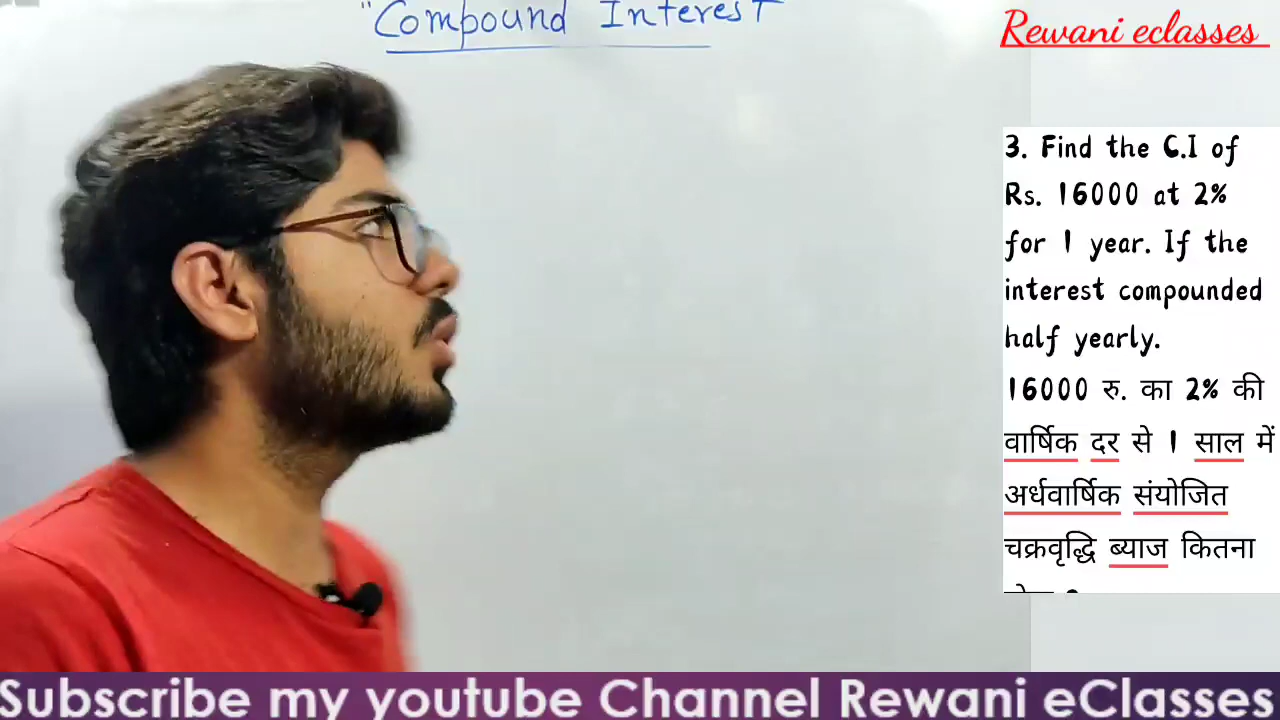 "Compound Interest
Rewani eclasses
3. Find the C.I of
Rs. 16000 at 2%
for 1 year. If the
interest compounded
half yearly.
16000 रु. का 2% की
वार्षिक दर से 1 साल में
अर्धवार्षिक संयोजित
चक्रवृद्धि ब्याज कितना
Subscribe my youtube Channel Rewani eClasses